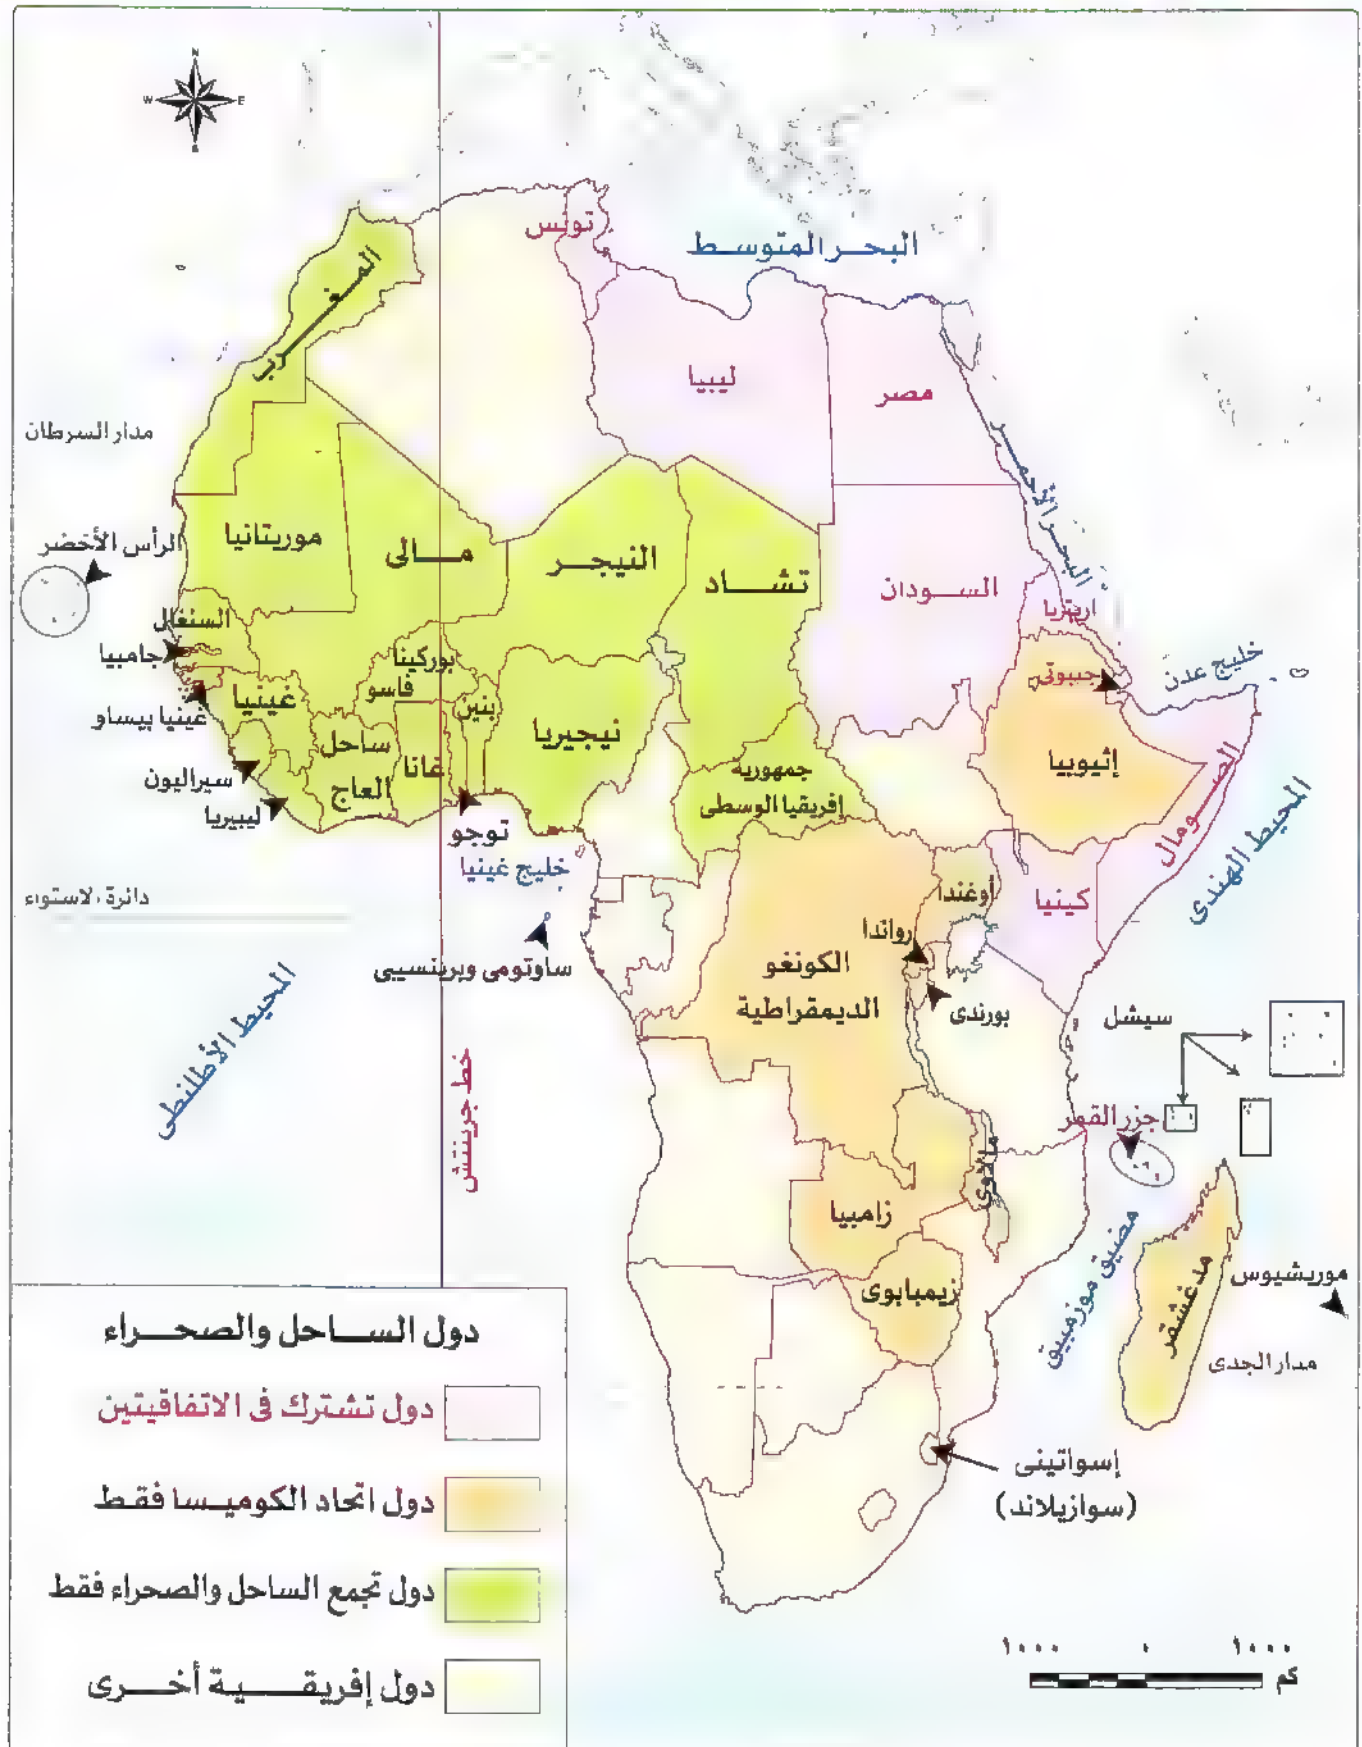 N
W E
S
تونس
البحر المتوسط
المغرب
ليبيا
مصر
مدار السرطان
البحر الأحمر
الرأس الأخضر
موريتانيا
مالى
النيجر
تشاد
السودان
اريتريا
السنغال
جامبيا
بوركينا
فاسو
بنين
جيبوتى
خليج عدن
غينيا
غينيا بيساو
نيجيريا
ساحل
العاج
غانا
سيراليون
ليبيريا
توجو
جمهورية
إفريقيا الوسطى
إثيوبيا
الصومال
المحيط الهندى
خليج غينيا
دائرة الاستواء
أوغندا
كينيا
رواندا
ساوتومى وبرينسيبى
الكونغو
الديمقراطية
بورندى
سيشل
المحيط الأطلنطى
خط جرينتش
جزر القمر
مالاوى
زامبيا
مضيق موزمبيق
مدغشقر
موريشيوس
زيمبابوى
مدار الجدى
إسواتينى
(سوازيلاند)
دول الساحل والصحراء
دول تشترك فى الاتفاقيتين
دول اتحاد الكوميسا فقط
دول تجمع الساحل والصحراء فقط
دول إفريقية أخرى
١٠٠٠ ٠ ١٠٠٠
كم